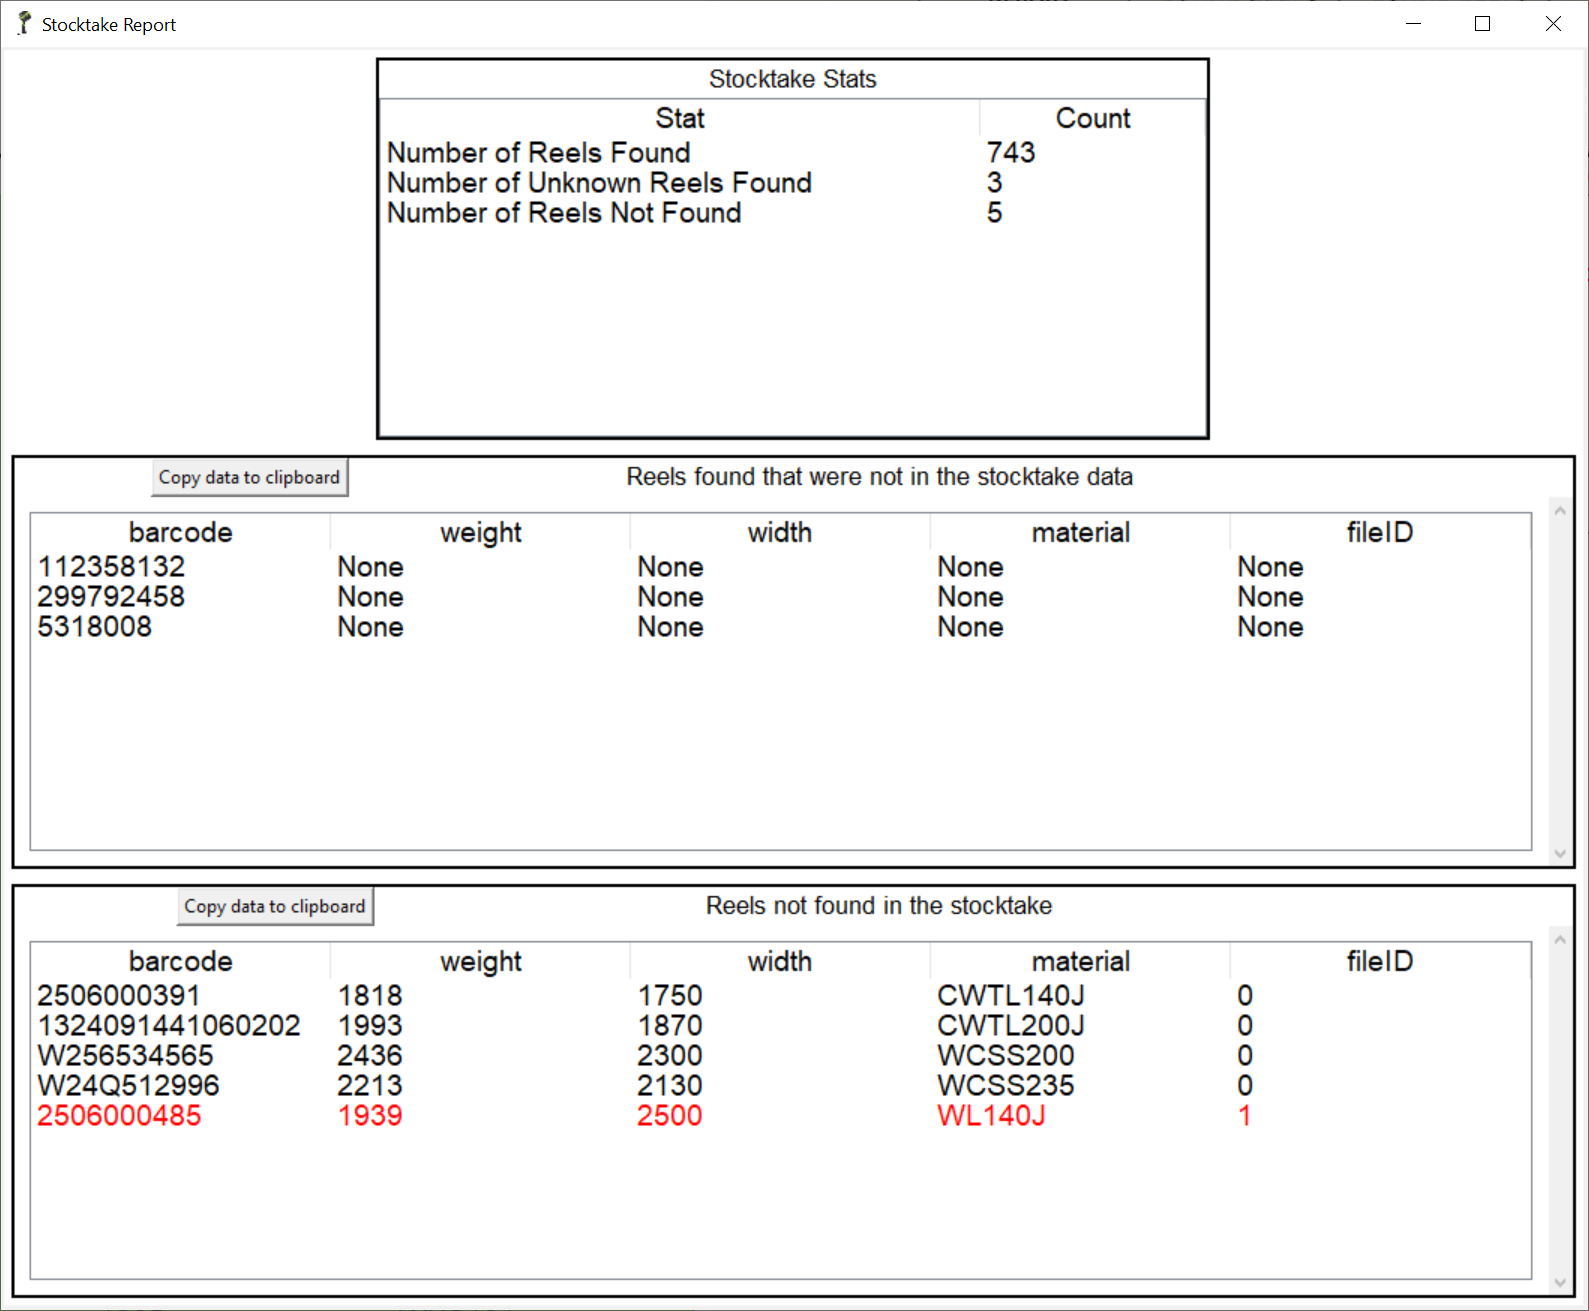 Stocktake Report
Stocktake Stats
Stat Count
Number of Reels Found 743
Number of Unknown Reels Found 3
Number of Reels Not Found 5
Copy data to clipboard Reels found that were not in the stocktake data
barcode weight width material fileID
112358132 None None None None
299792458 None None None None
5318008 None None None None
Copy data to clipboard Reels not found in the stocktake
barcode weight width material fileID
2506000391 1818 1750 CWTL140J 0
1324091441060202 1993 1870 CWTL200J 0
W256534565 2436 2300 WCSS200 0
W24Q512996 2213 2130 WCSS235 0
2506000485 1939 2500 WL140J 1